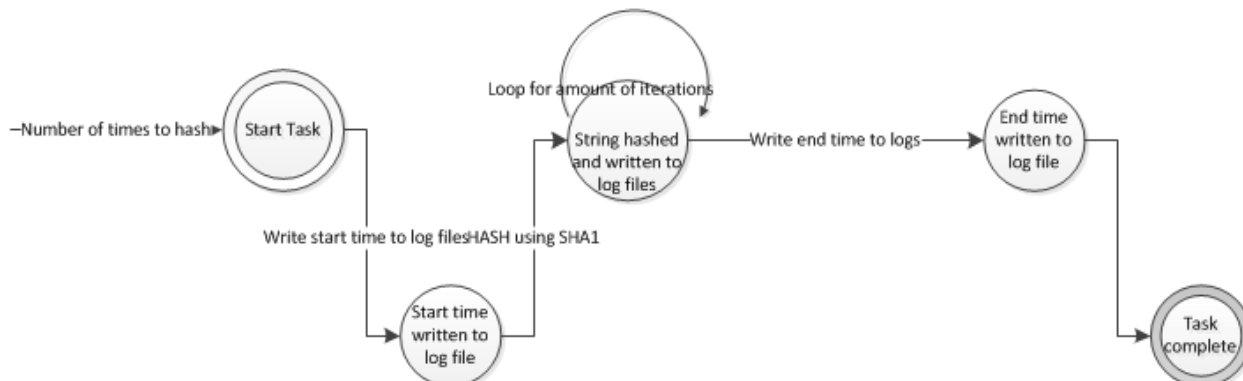 Loop for amount of iterations
Number of times to hash
Start Task
String hashed
and written to
log files
Write end time to logs
End time
written to
log file
Write start time to log files
HASH using SHA1
Start time
written to
log file
Task
complete